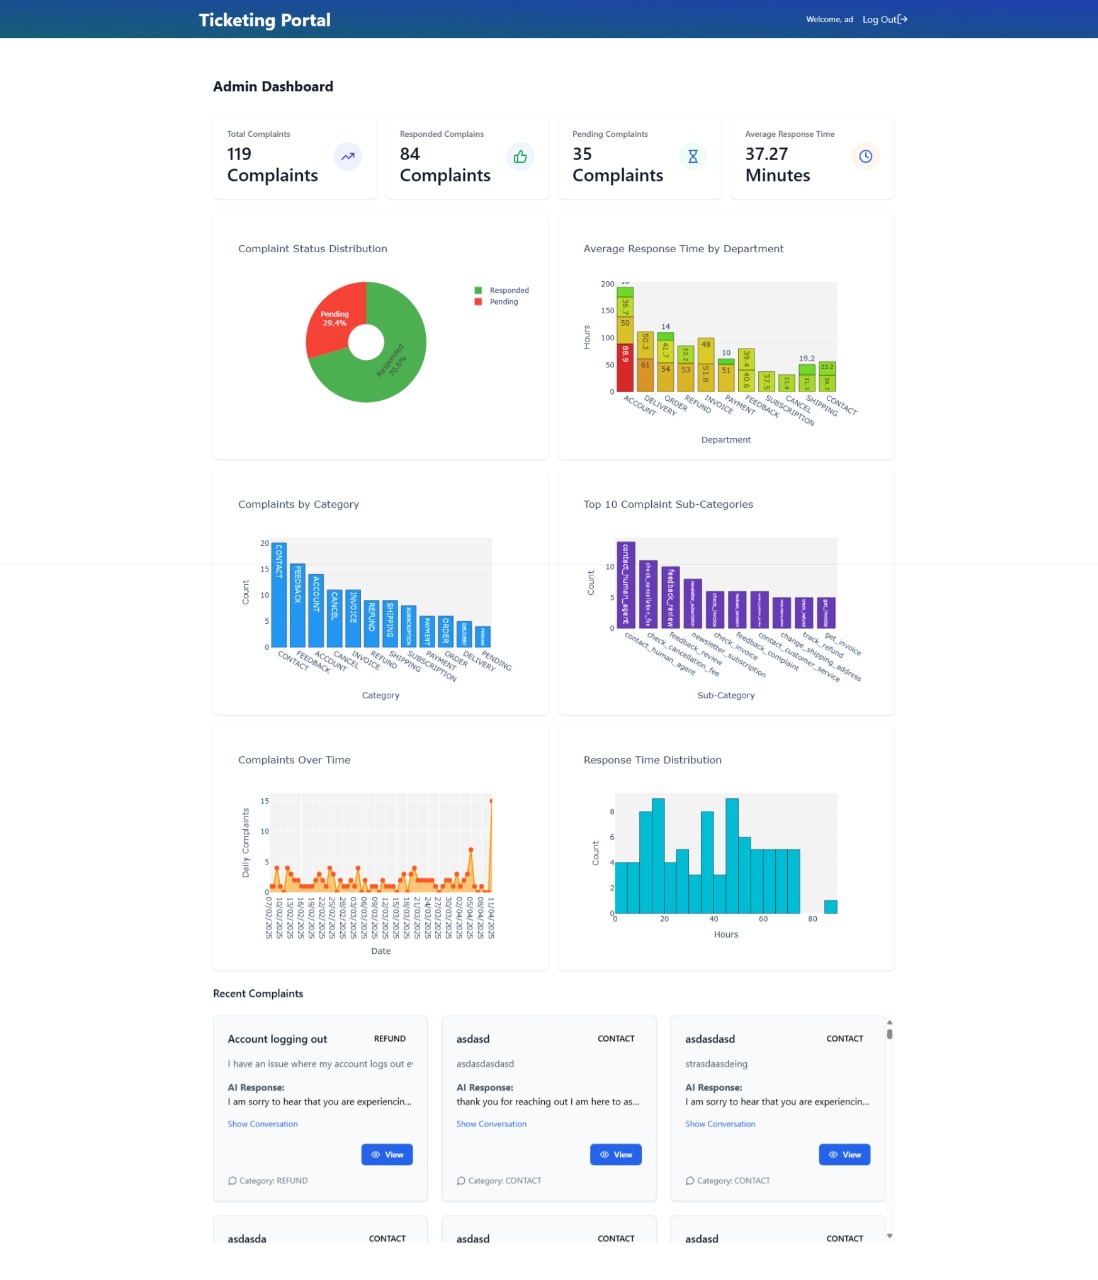 Ticketing Portal
Welcome, ad
Log Out
Admin Dashboard
Total Complaints
119
Complaints
Responded Complains
84
Complaints
Pending Complaints
35
Complaints
Average Response Time
37.27
Minutes
Complaint Status Distribution
Responded
Pending
Pending
29.4%
Responded
70.6%
Average Response Time by Department
Hours
200
150
100
50
0
36.7
50
88.9
50.3
61
14
41.7
54
53
48
51.8
10
51
39.4
40.6
37.5
19.2
ACCOUNT
DELIVERY
ORDER
REFUND
INVOICE
PAYMENT
FEEDBACK
SUBSCRIPTION
CANCEL
SHIPPING
CONTACT
Department
Complaints by Category
Count
20
15
10
5
0
CONTACT
FEEDBACK
ACCOUNT
CANCEL
INVOICE
REFUND
SHIPPING
SUBSCRIPTION
PAYMENT
ORDER
DELIVERY
PENDING
CONTACT
FEEDBACK
ACCOUNT
CANCEL
INVOICE
REFUND
SHIPPING
SUBSCRIPTION
PAYMENT
ORDER
DELIVERY
PENDING
Category
Top 10 Complaint Sub-Categories
Count
10
5
0
contact_human_agent
check_cancellation_fe
feedback_review
newsletter_subscription
check_invoice
track_refund
get_invoice
contact_human_agent
check_cancellation_fee
feedback_review
newsletter_subscription
check_invoice
feedback_complaint
contact_customer_service
change_shipping_address
track_refund
get_invoice
Sub-Category
Complaints Over Time
Daily Complaints
15
10
5
0
07/02/2025
10/02/2025
13/02/2025
16/02/2025
19/02/2025
22/02/2025
25/02/2025
28/02/2025
03/03/2025
06/03/2025
09/03/2025
12/03/2025
15/03/2025
18/03/2025
21/03/2025
24/03/2025
27/03/2025
30/03/2025
02/04/2025
05/04/2025
08/04/2025
11/04/2025
Date
Response Time Distribution
Count
8
6
4
2
0
0
20
40
60
80
Hours
Recent Complaints
Account logging out
REFUND
I have an issue where my account logs out e
AI Response:
I am sorry to hear that you are experiencin...
Show Conversation
View
Category: REFUND
asdasd
CONTACT
asdasdasdasd
AI Response:
thank you for reaching out I am here to as...
Show Conversation
View
Category: CONTACT
asdasdasd
CONTACT
strasdaasdeing
AI Response:
I am sorry to hear that you are experiencin...
Show Conversation
View
Category: CONTACT
asdasda
CONTACT
asdasd
CONTACT
asdasd
CONTACT